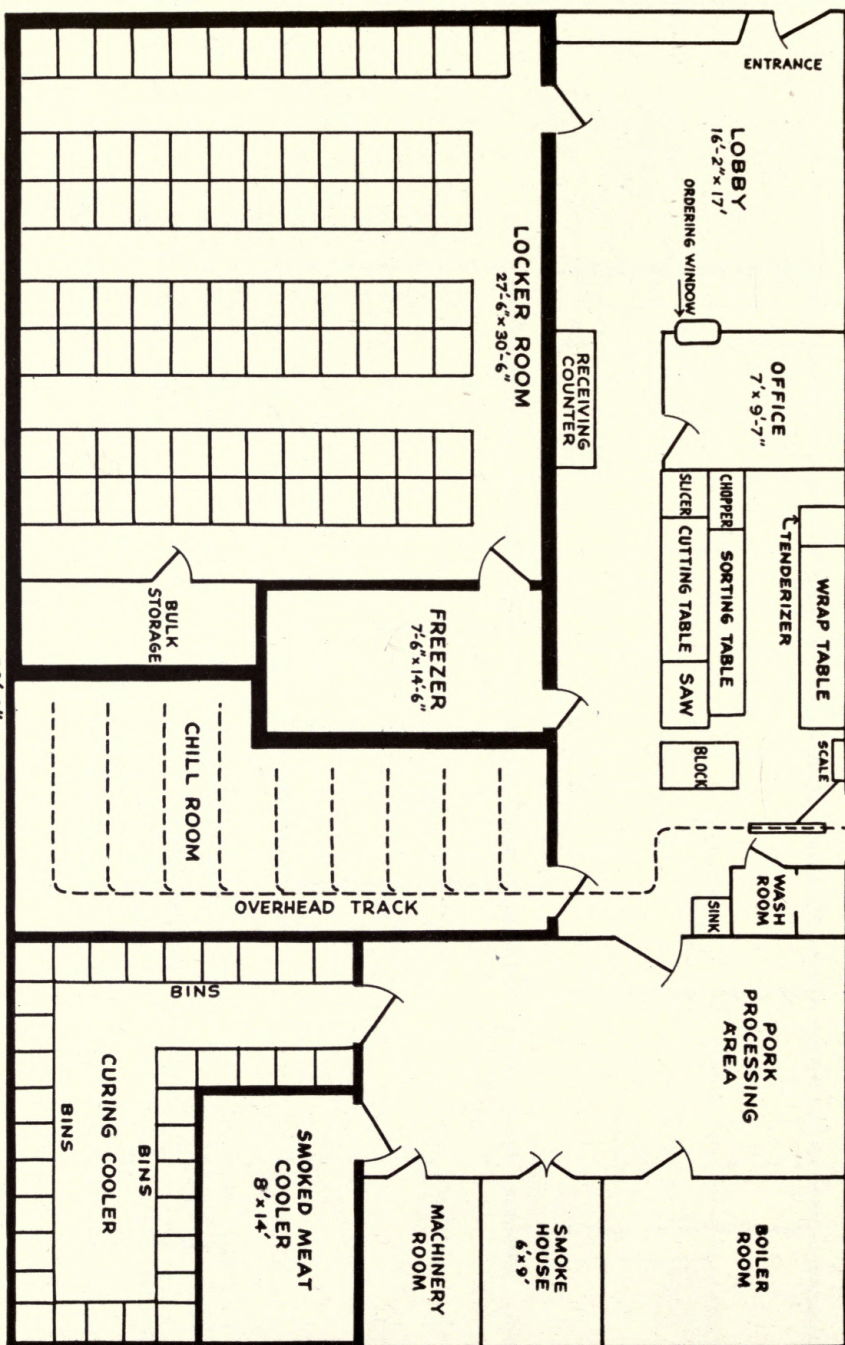 ENTRANCE
LOBBY
16'-2" x 17'
ORDERING WINDOW
LOCKER ROOM
27'-6" x 30'-6"
RECEIVING
COUNTER
OFFICE
7' x 9'-7"
SLICER
CHOPPER
CUTTING TABLE
SORTING TABLE
TENDERIZER
WRAP TABLE
SAW
BLOCK
SCALE
BULK
STORAGE
FREEZER
7'-6" x 14'-6"
CHILL ROOM
OVERHEAD TRACK
WASH
ROOM
SINK
PORK
PROCESSING
AREA
BINS
CURING COOLER
BINS
BINS
SMOKED MEAT
COOLER
8' x 14'
MACHINERY
ROOM
SMOKE
HOUSE
6' x 9'
BOILER
ROOM